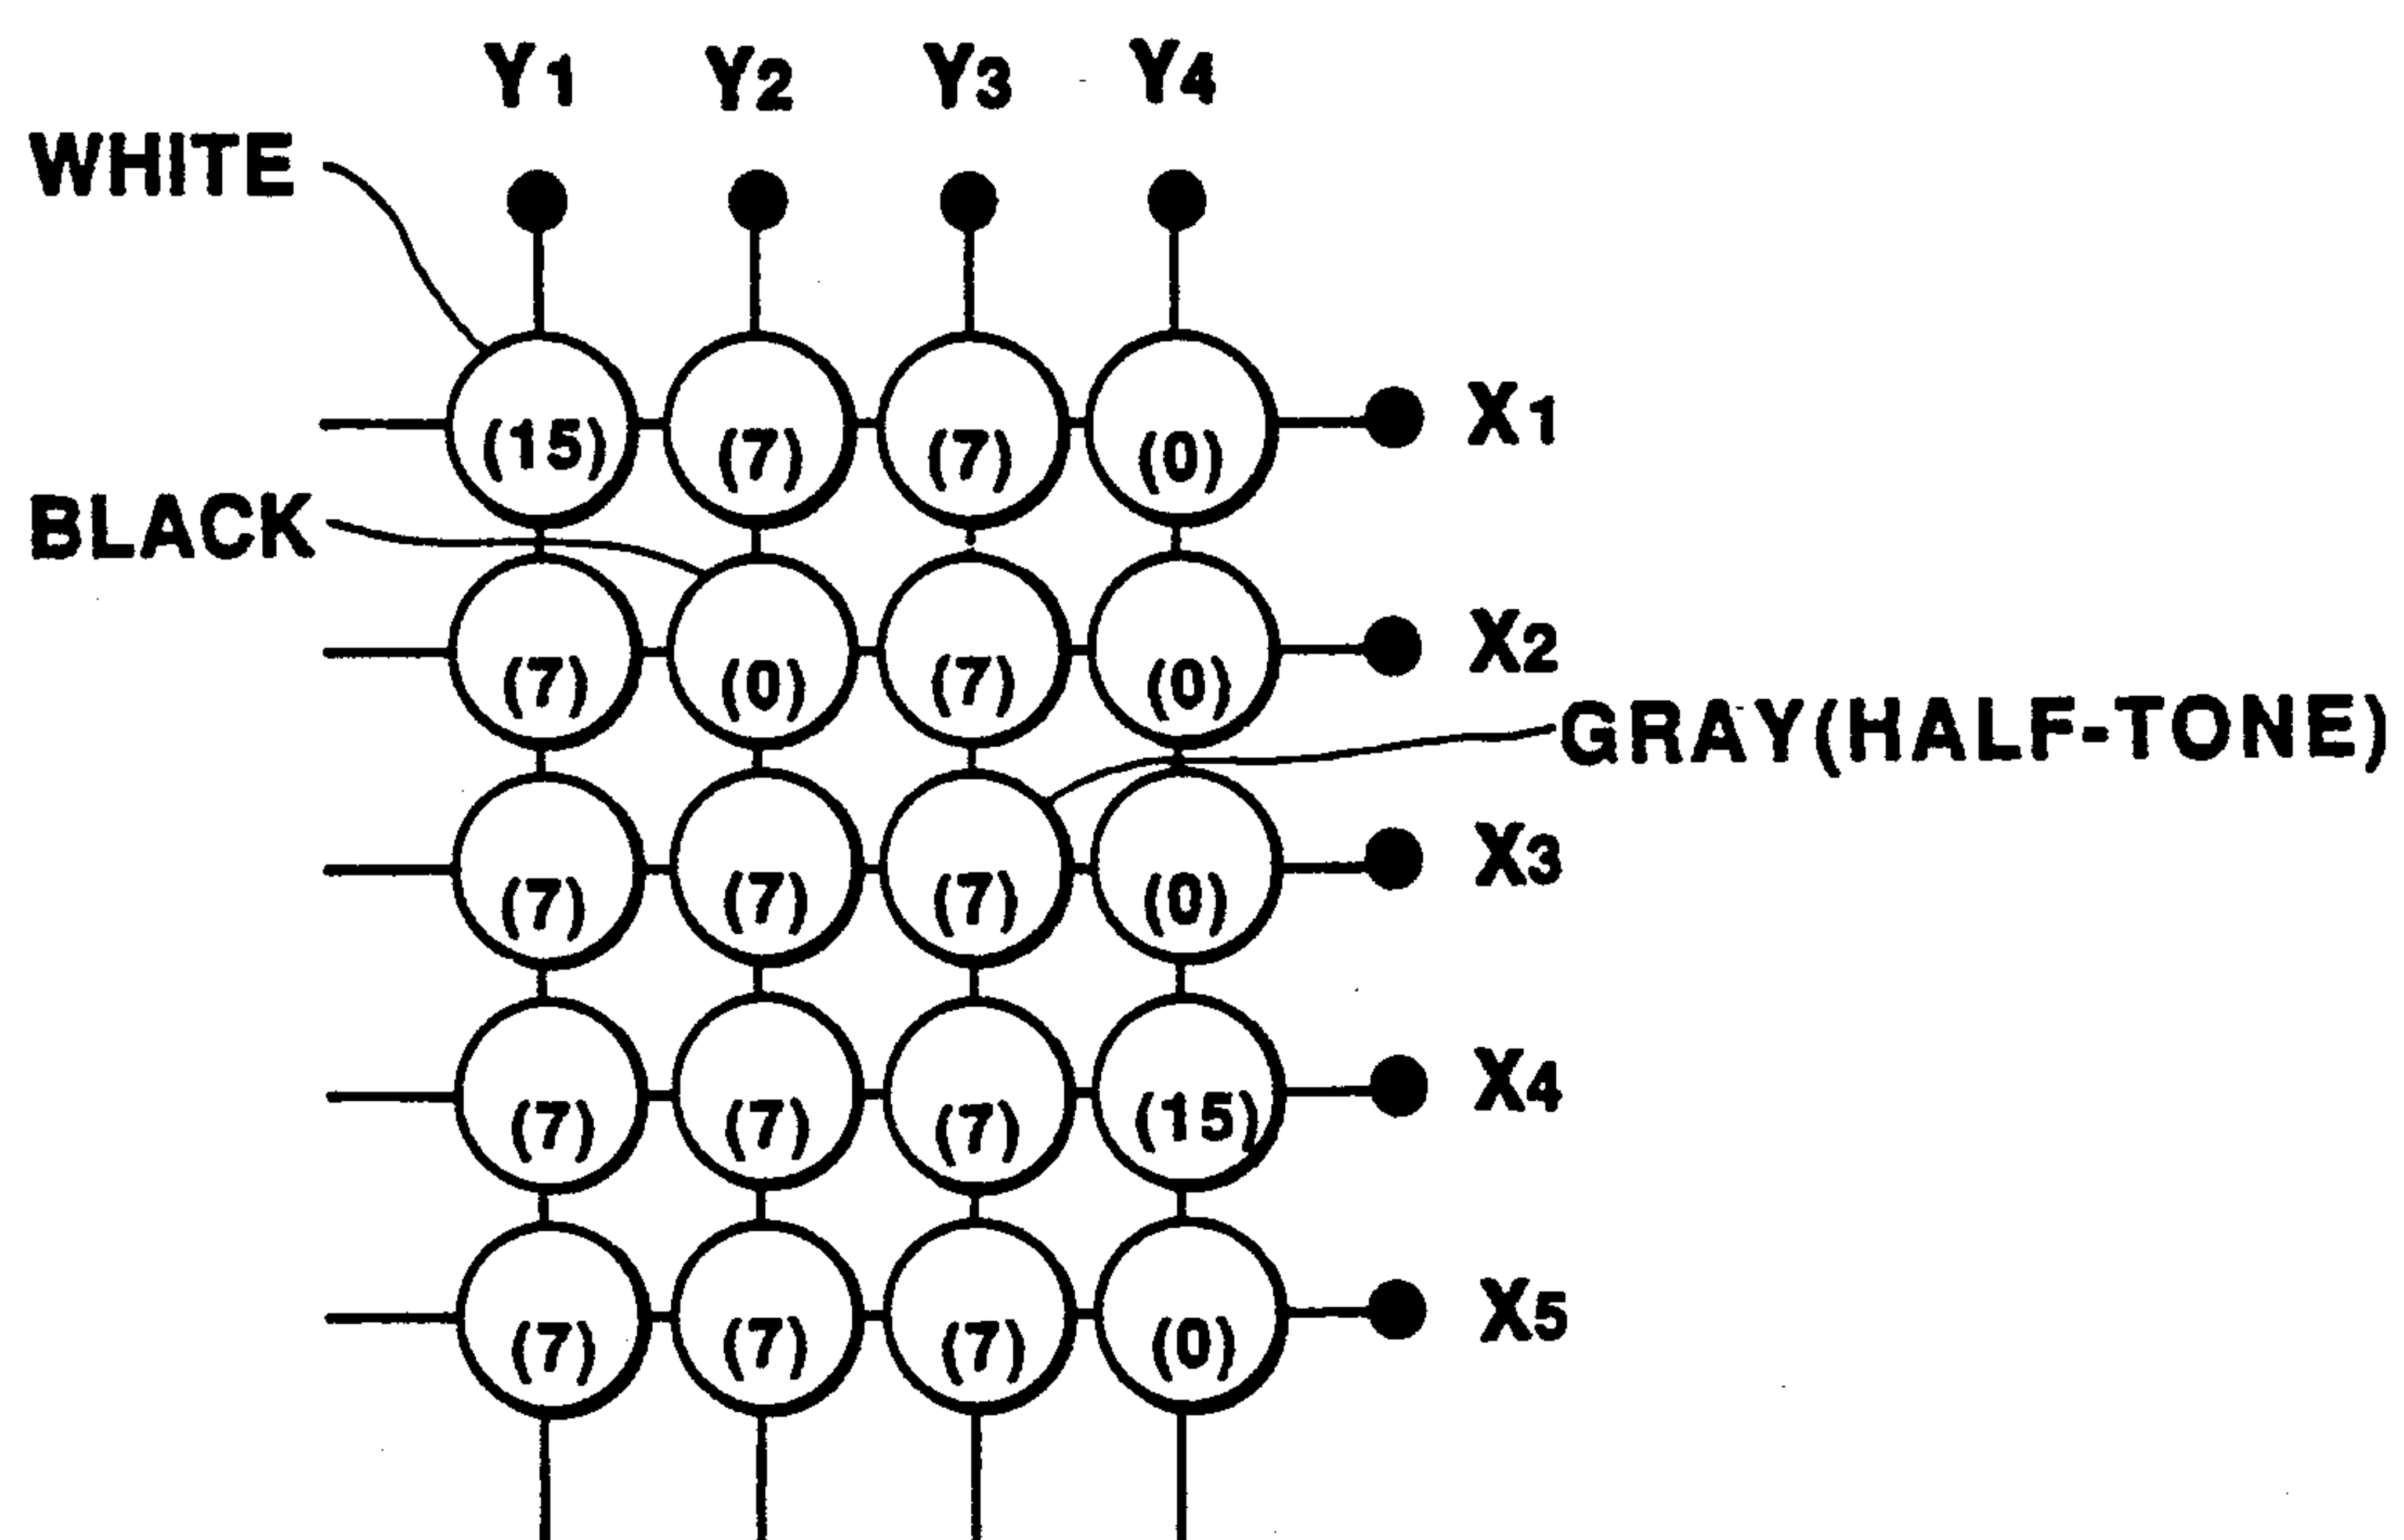 Y1 Y2 Y3 Y4
WHITE
(15) (7) (7) (0) X1
BLACK
(7) (0) (7) (0) X2
GRAY(HALF-TONE)
(7) (7) (7) (0) X3
(7) (7) (7) (15) X4
(7) (7) (7) (0) X5